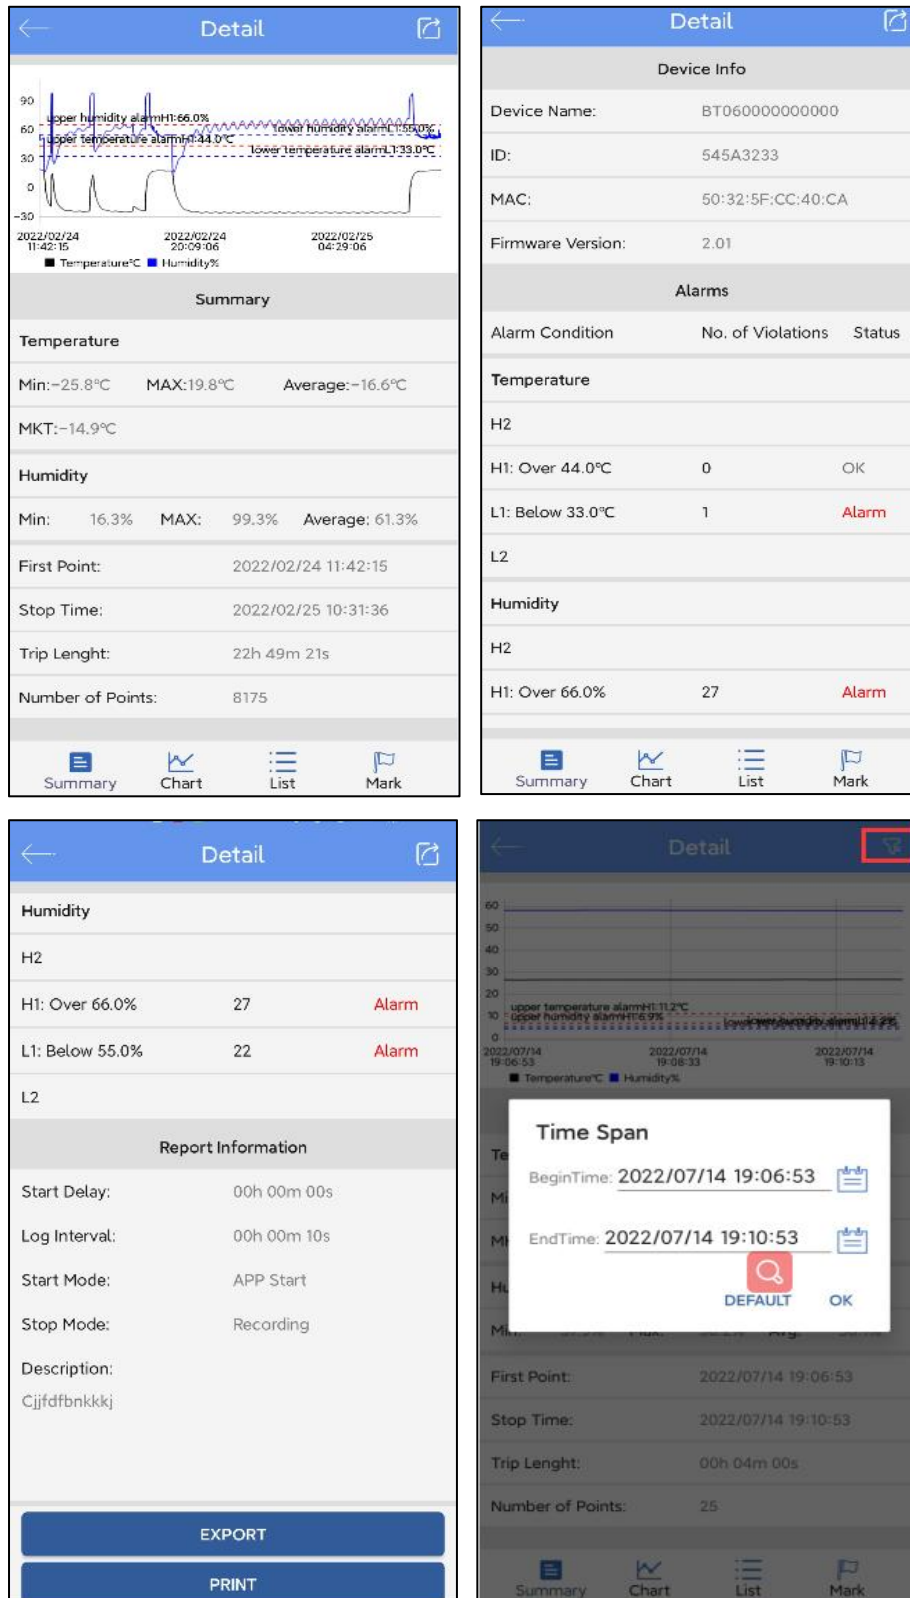 Detail
90
60
30
0
-30
upper humidity alarmH1:66.0%
lower humidity alarmL1:55.0%
upper temperature alarmH1:44.0°C
lower temperature alarmL1:33.0°C
2022/02/24 11:42:15
2022/02/24 20:09:06
2022/02/25 04:29:06
Temperature°C Humidity%
Summary
Temperature
Min:-25.8°C MAX:19.8°C Average:-16.6°C
MKT:-14.9°C
Humidity
Min: 16.3% MAX: 99.3% Average: 61.3%
First Point: 2022/02/24 11:42:15
Stop Time: 2022/02/25 10:31:36
Trip Lenght: 22h 49m 21s
Number of Points: 8175
Summary Chart List Mark
Detail
Device Info
Device Name: BT060000000000
ID: 545A3233
MAC: 50:32:5F:CC:40:CA
Firmware Version: 2.01
Alarms
Alarm Condition No. of Violations Status
Temperature
H2
H1: Over 44.0°C 0 OK
L1: Below 33.0°C 1 Alarm
L2
Humidity
H2
H1: Over 66.0% 27 Alarm
Summary Chart List Mark
Detail
Humidity
H2
H1: Over 66.0% 27 Alarm
L1: Below 55.0% 22 Alarm
L2
Report Information
Start Delay: 00h 00m 00s
Log Interval: 00h 00m 10s
Start Mode: APP Start
Stop Mode: Recording
Description:
Cjjfdfbnkkkj
EXPORT
PRINT
Detail
60
50
40
30
20
10
0
upper temperature alarmH1:11.2°C
upper humidity alarmH1:6.9%
2022/07/14 19:06:53
2022/07/14 19:08:33
2022/07/14 19:10:13
Temperature°C Humidity%
Time Span
BeginTime: 2022/07/14 19:06:53
EndTime: 2022/07/14 19:10:53
DEFAULT OK
First Point: 2022/07/14 19:06:53
Stop Time: 2022/07/14 19:10:53
Trip Lenght: 00h 04m 00s
Number of Points: 25
Summary Chart List Mark